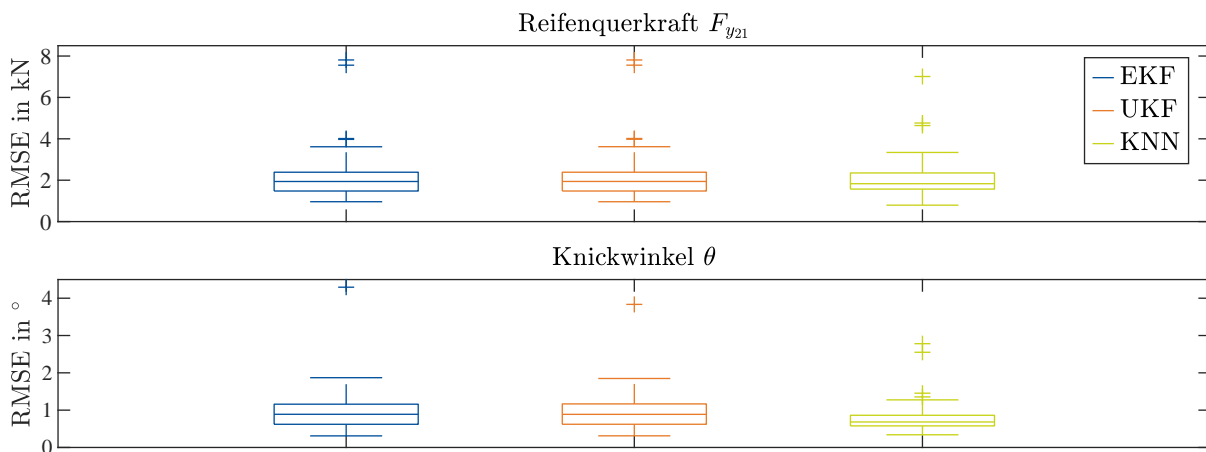 Reifenquerkraft F_{y_{21}}
RMSE in kN
8
6
4
2
0
EKF
UKF
KNN
Knickwinkel θ
RMSE in °
4
3
2
1
0